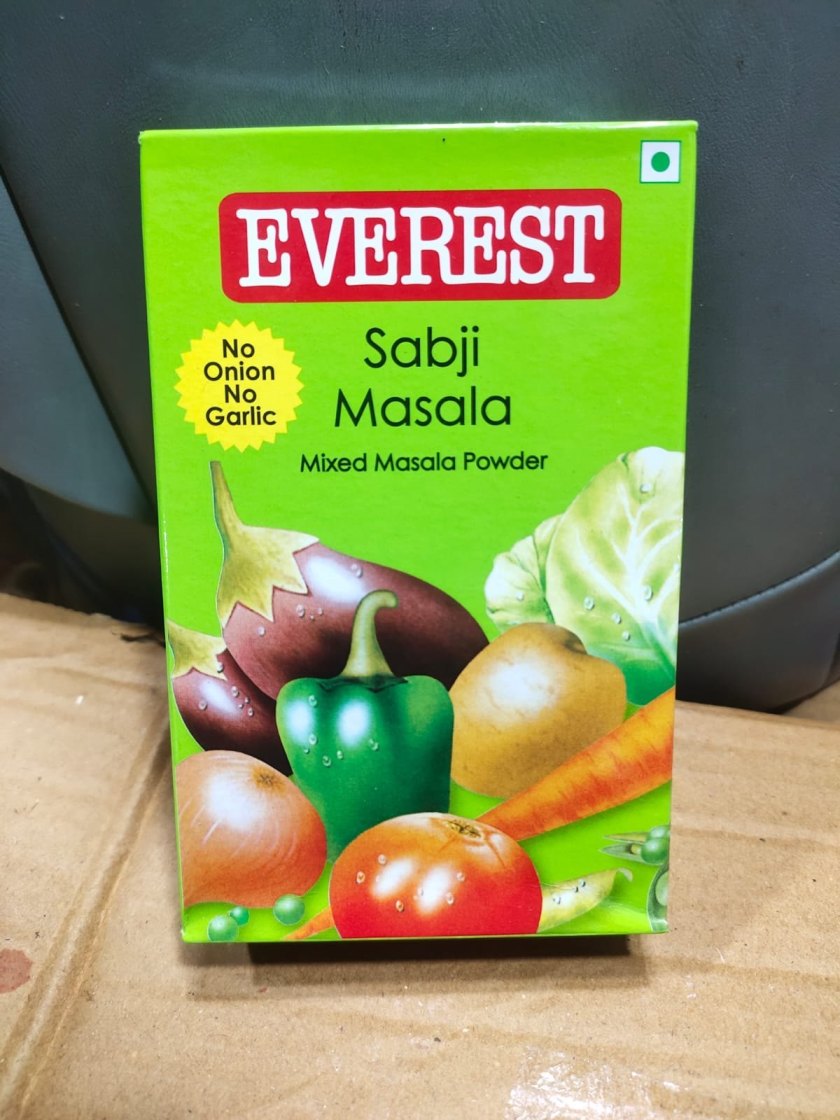 EVEREST
Sabji
Masala
Mixed Masala Powder
No
Onion
No
Garlic